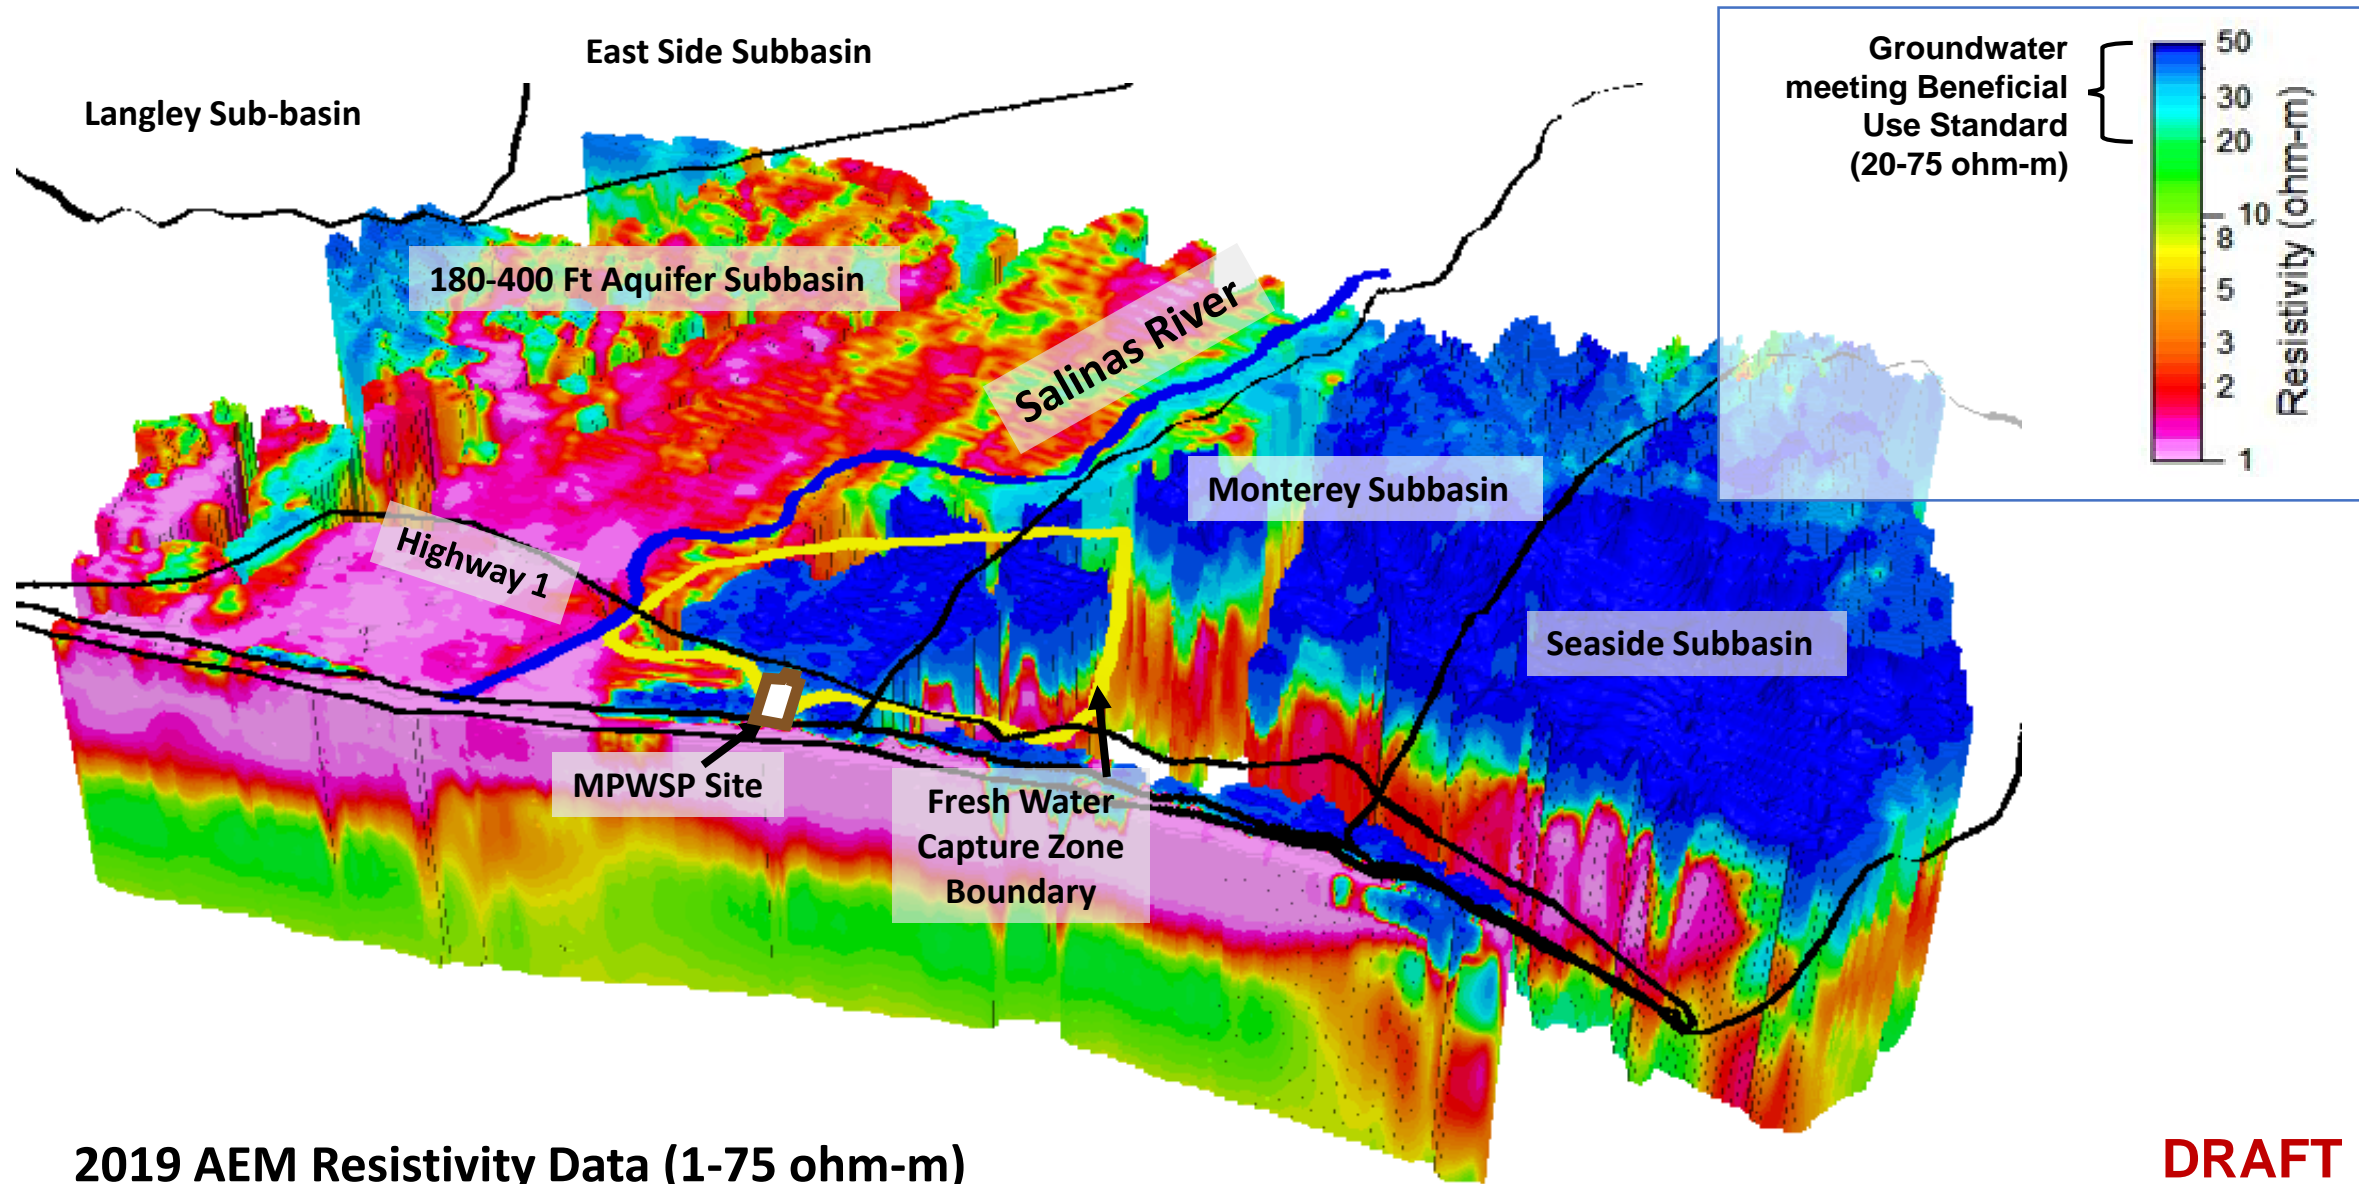 East Side Subbasin
Langley Sub-basin
Groundwater
meeting Beneficial
Use Standard
(20-75 ohm-m)
50
30
20
10
8
5
3
2
1
Resistivity (ohm-m)
180-400 Ft Aquifer Subbasin
Salinas River
Monterey Subbasin
Highway 1
Seaside Subbasin
MPWSP Site
Fresh Water
Capture Zone
Boundary
2019 AEM Resistivity Data (1-75 ohm-m)
DRAFT